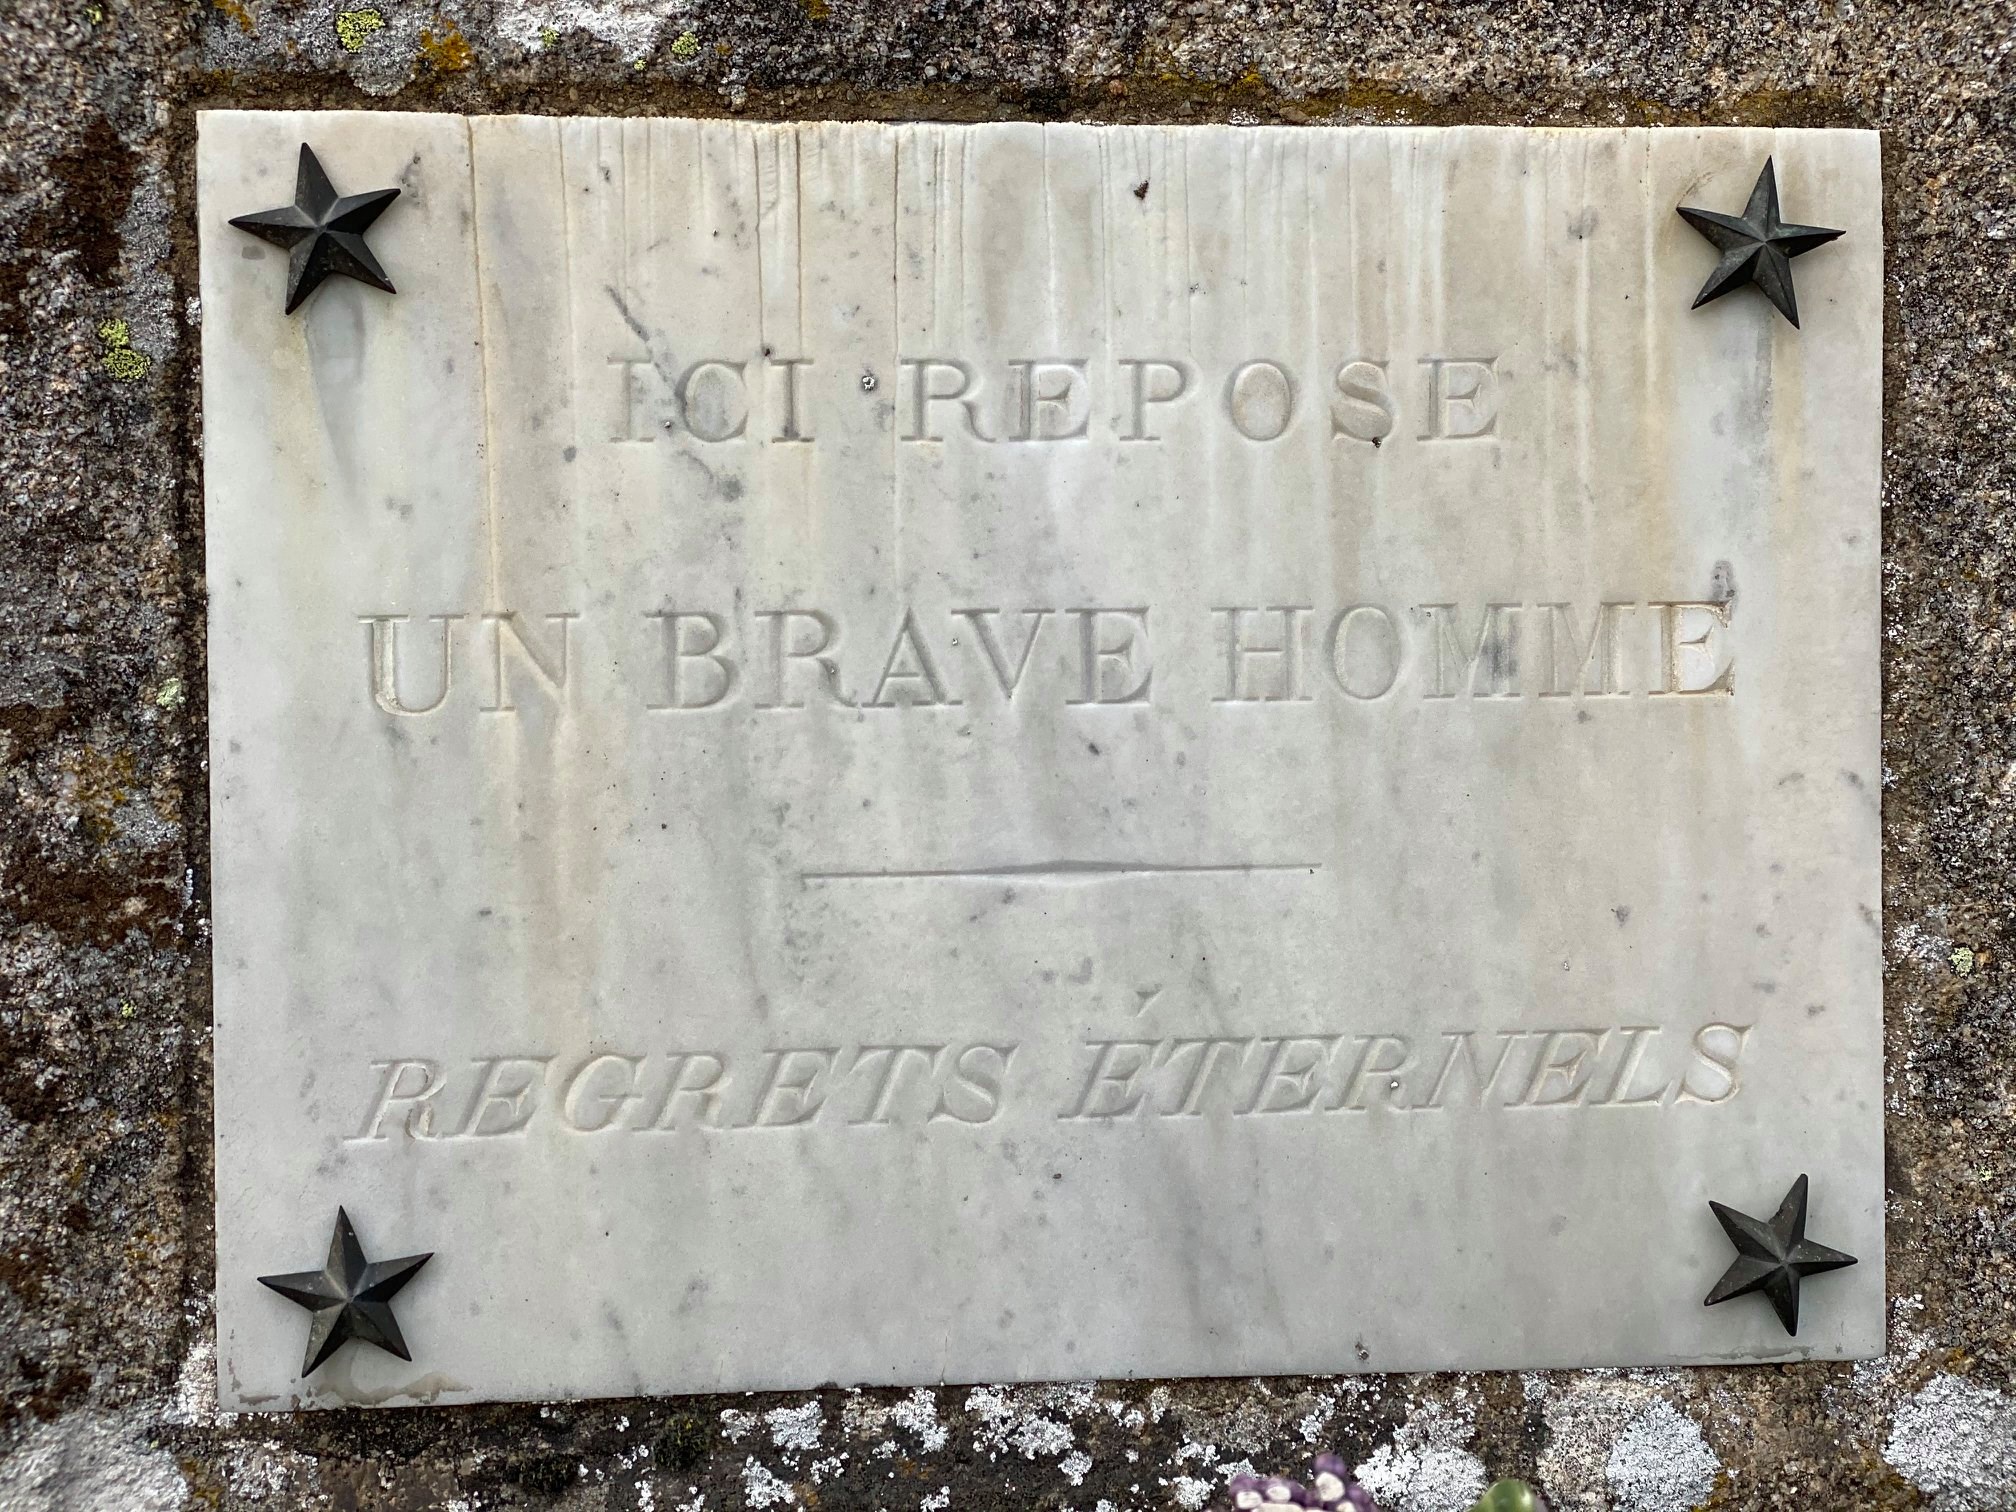 ICI REPOSE
UN BRAVE HOMME
REGRETS ÉTERNELS